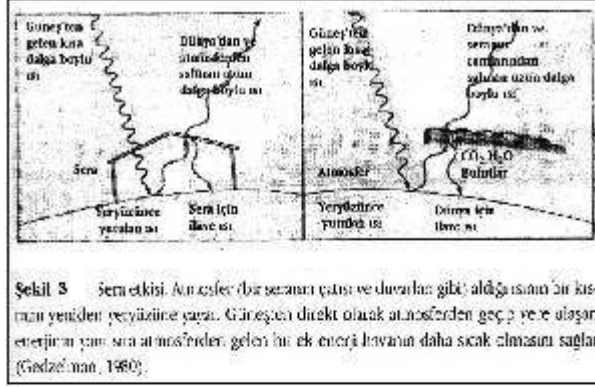 Güneş'ten
gelen kısa
dalga boylu
ısı
Dünya'dan ve
atmosferden
salınan uzun
dalga boylu ısı
Sera
Yeryüzünce
yutulan ısı
Sera için
ilave ısı
Güneş'ten
gelen kısa
dalga boylu
ısı
Dünya'dan ve
camlarından
salınan uzun dalga
boylu ısı
Atmosfer
CO₂ H₂O
Bulutlar
Yeryüzünce
yutulan ısı
Dünya için
ilave ısı
Şekil 3 Sera etkisi. Atmosfer (bir seranın çatısı ve duvarları gibi) aldığı ısının bir kıs-
mını yeniden yeryüzüne yayar. Güneşten direkt olarak atmosferden geçip yere ulaşan
enerjinin yanı sıra atmosferden gelen bu ek enerji havanın daha sıcak olmasını sağlar
(Gedzelman, 1980).